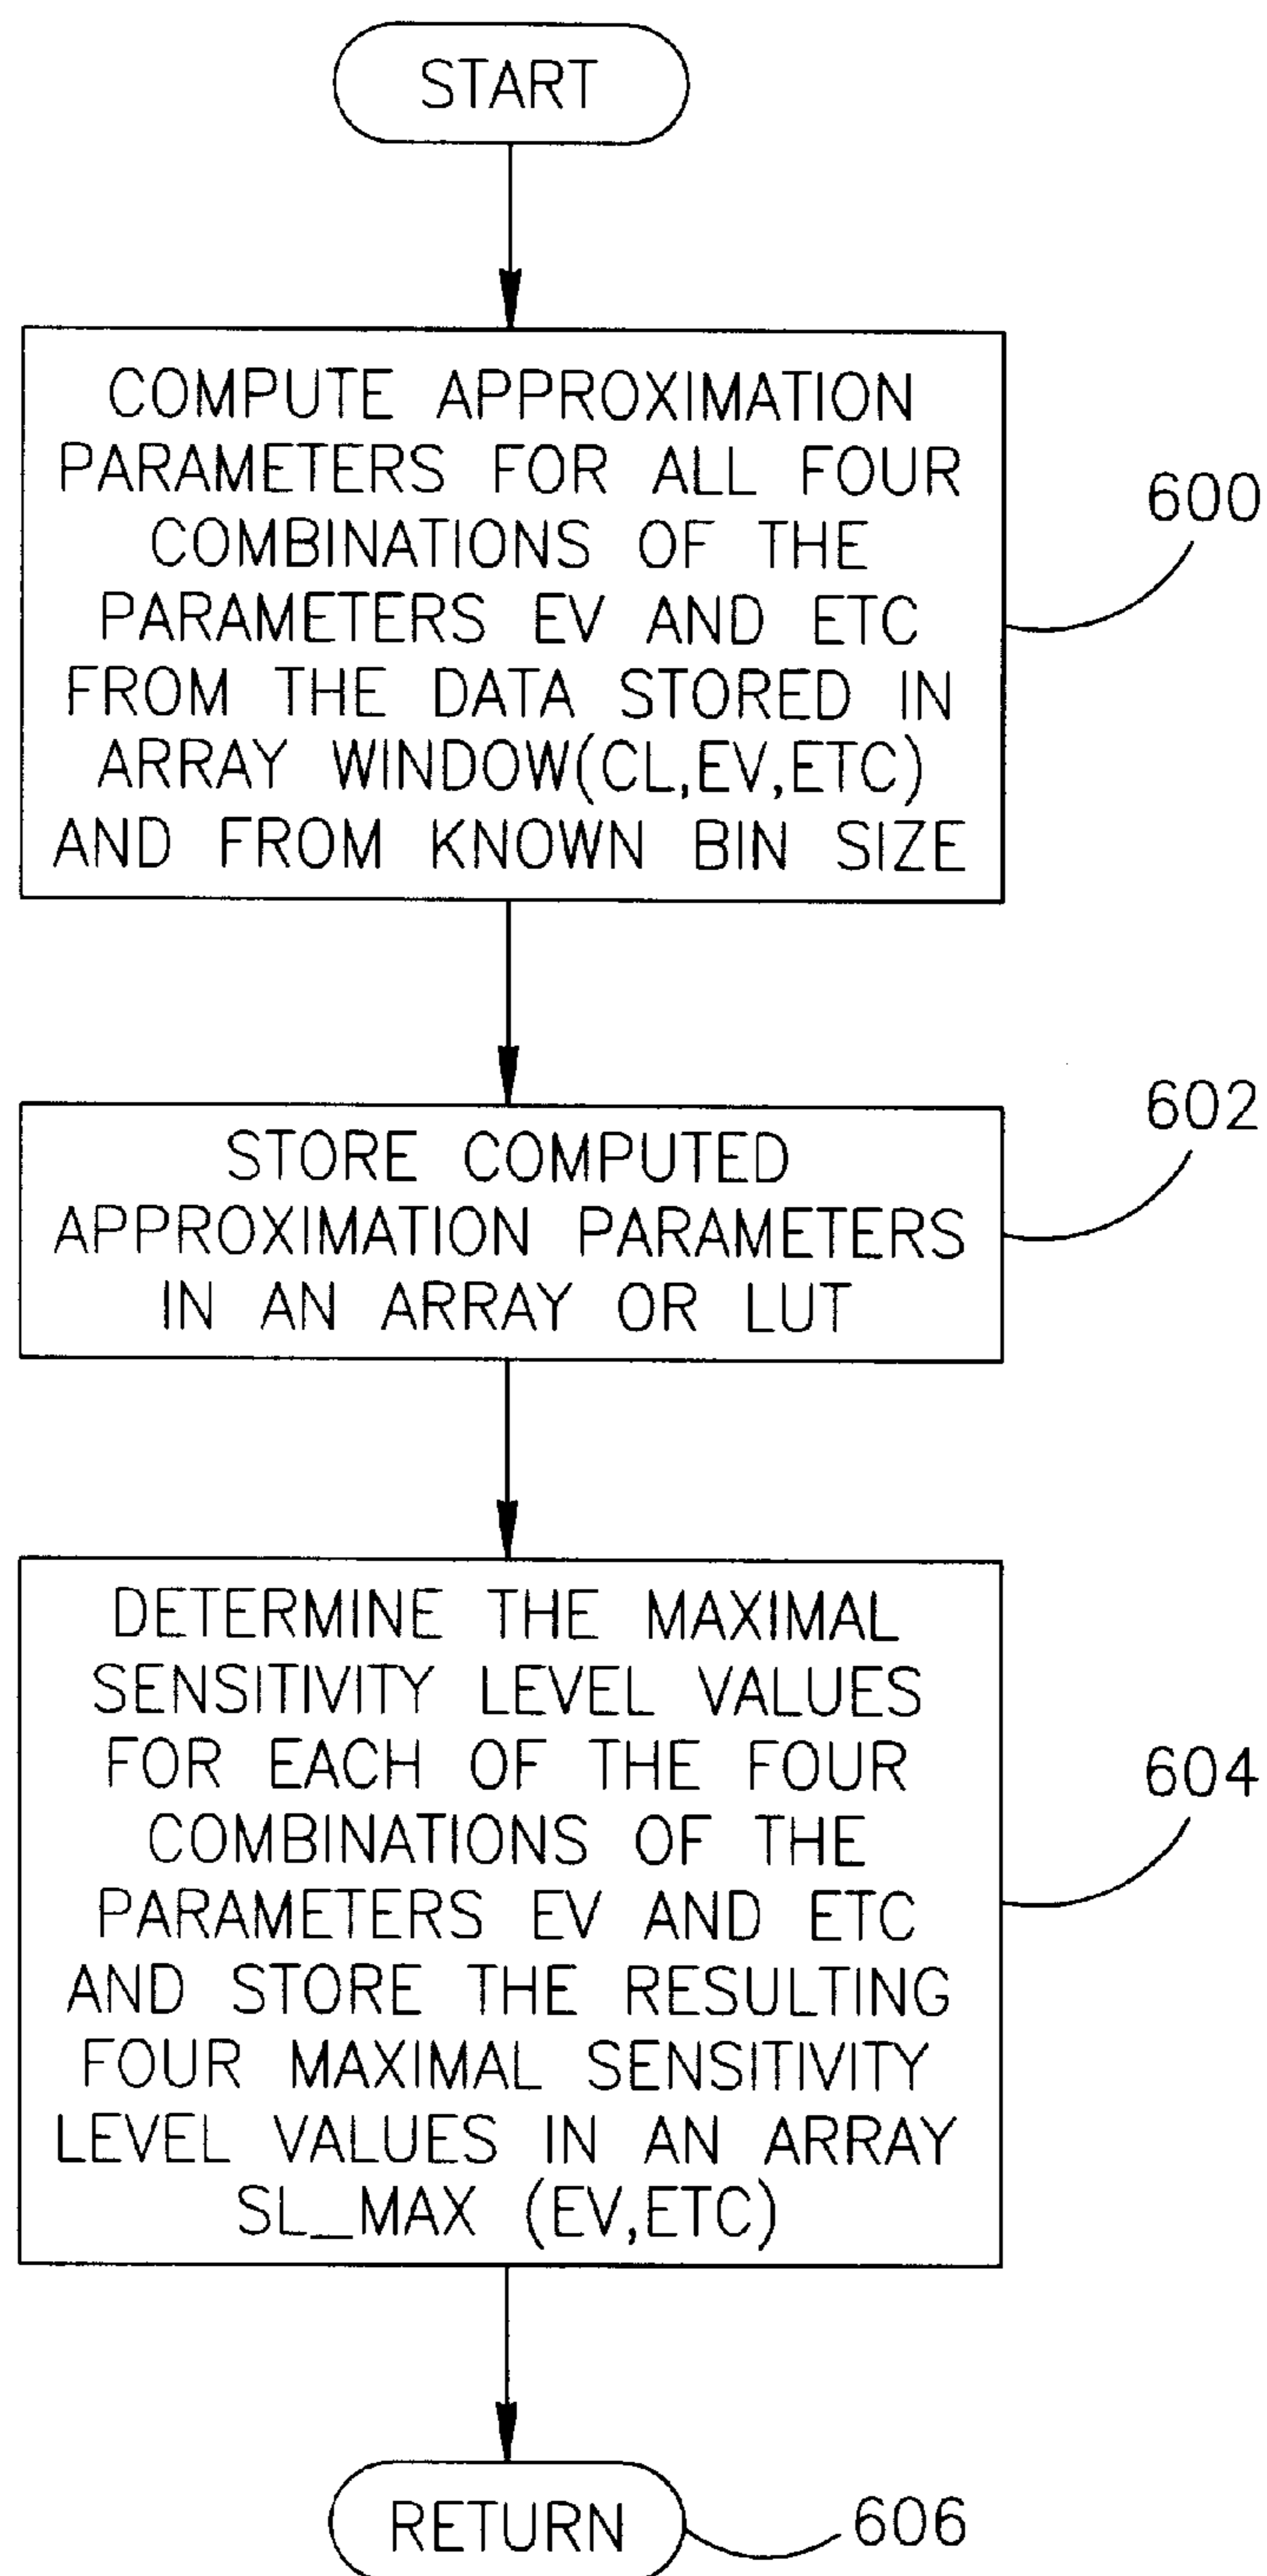 START
COMPUTE APPROXIMATION
PARAMETERS FOR ALL FOUR
COMBINATIONS OF THE
PARAMETERS EV AND ETC
FROM THE DATA STORED IN
ARRAY WINDOW(CL,EV,ETC)
AND FROM KNOWN BIN SIZE
600
STORE COMPUTED
APPROXIMATION PARAMETERS
IN AN ARRAY OR LUT
602
DETERMINE THE MAXIMAL
SENSITIVITY LEVEL VALUES
FOR EACH OF THE FOUR
COMBINATIONS OF THE
PARAMETERS EV AND ETC
AND STORE THE RESULTING
FOUR MAXIMAL SENSITIVITY
LEVEL VALUES IN AN ARRAY
SL_MAX (EV,ETC)
604
RETURN
606